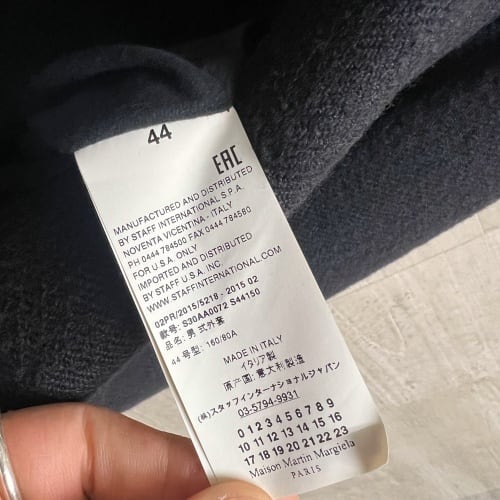 44
EAC
MANUFACTURED AND DISTRIBUTED
BY STAFF INTERNATIONAL S.P.A.
NOVENTA VICENTINA - ITALY
PH 0444 784500 FAX 0444 784580
FOR U.S.A. ONLY
IMPORTED AND DISTRIBUTED
BY STAFF U.S.A. INC.
WWW.STAFFINTERNATIONAL.COM
02PR/2015/5218 - 2015 02
款号: S30AA0072 S44150
品名: 男式外套
44 号型: 160/80A
MADE IN ITALY
イタリア製
原产国: 意大利製造
(株)スタッフインターナショナルジャパン
03-5794-9931
0 1 2 3 4 5 6 7 8 9
10 11 12 13 14 15 16
17 18 19 20 21 22 23
Maison Martin Margiela
PARIS